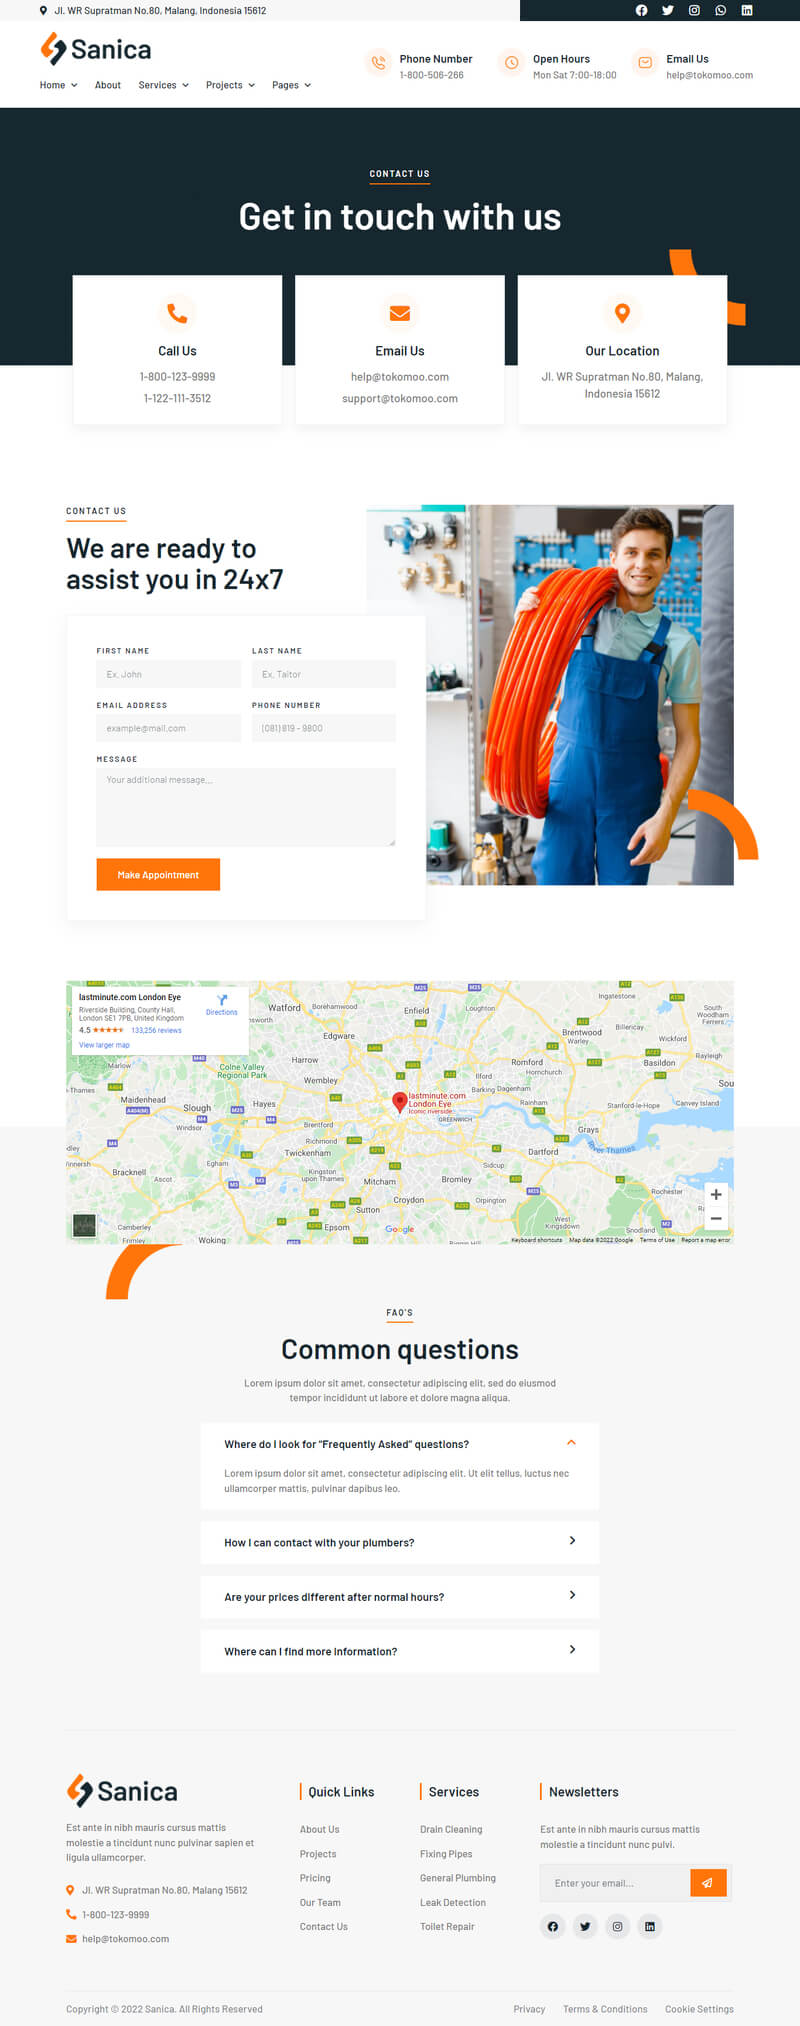 Jl. WR Supratman No.80, Malang, Indonesia 15612
Sanica
Home
About
Services
Projects
Pages
Phone Number
1-800-506-266
Open Hours
Mon Sat 7:00-18:00
Email Us
help@tokomoo.com
CONTACT US
Get in touch with us
Call Us
1-800-123-9999
1-122-111-3512
Email Us
help@tokomoo.com
support@tokomoo.com
Our Location
Jl. WR Supratman No.80, Malang,
Indonesia 15612
CONTACT US
We are ready to
assist you in 24x7
FIRST NAME
LAST NAME
Ex. John
Ex. Taitor
EMAIL ADDRESS
PHONE NUMBER
example@mail.com
(081) 819 - 9800
MESSAGE
Your additional message...
Make Appointment
lastminute.com London Eye
Riverside Building, County Hall,
London SE1 7PB, United Kingdom
4.5
133,256 reviews
View larger map
Directions
Watford
Borehamwood
Enfield
Loughton
Ingatestone
South
Woodham
Ferrers
Edgware
Brentwood
Warley
Billericay
Wickford
Harrow
Romford
Basildon
Rayleigh
Marlow
Colne Valley
Regional Park
Wembley
Ilford
Hornchurch
Barking
Dagenham
Maidenhead
Slough
Hayes
lastminute.com
London Eye
Iconic riverside
Rainham
Stanford-le-Hope
Canvey Island
Windsor
Brentford
GREENWICH
Grays
Richmond
River Thames
Egham
Twickenham
Dartford
Bracknell
Ascot
Kingston
upon Thames
Mitcham
Bromley
Sidcup
Rochester
Croydon
Orpington
Sutton
Camberley
Epsom
West
Kingsdown
Snodland
Frimley
Woking
Google
Keyboard shortcuts
Map data ©2022 Google
Terms of Use
Report a map error
FAQ'S
Common questions
Lorem ipsum dolor sit amet, consectetur adipiscing elit, sed do eiusmod
tempor incididunt ut labore et dolore magna aliqua.
Where do I look for "Frequently Asked" questions?
Lorem ipsum dolor sit amet, consectetur adipiscing elit. Ut elit tellus, luctus nec
ullamcorper mattis, pulvinar dapibus leo.
How I can contact with your plumbers?
Are your prices different after normal hours?
Where can I find more information?
Sanica
Est ante in nibh mauris cursus mattis
molestie a tincidunt nunc pulvinar sapien et
ligula ullamcorper.
Jl. WR Supratman No.80, Malang 15612
1-800-123-9999
help@tokomoo.com
Quick Links
About Us
Projects
Pricing
Our Team
Contact Us
Services
Drain Cleaning
Fixing Pipes
General Plumbing
Leak Detection
Toilet Repair
Newsletters
Est ante in nibh mauris cursus mattis
molestie a tincidunt nunc pulvi.
Enter your email...
Copyright © 2022 Sanica. All Rights Reserved
Privacy
Terms & Conditions
Cookie Settings